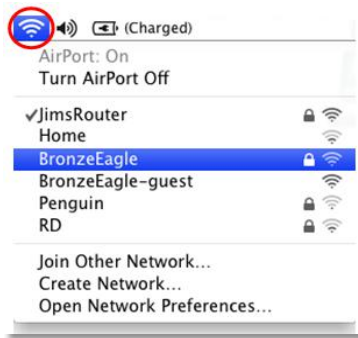 (Charged)
AirPort: On
Turn AirPort Off
JimsRouter
Home
BronzeEagle
BronzeEagle-guest
Penguin
RD
Join Other Network...
Create Network...
Open Network Preferences...